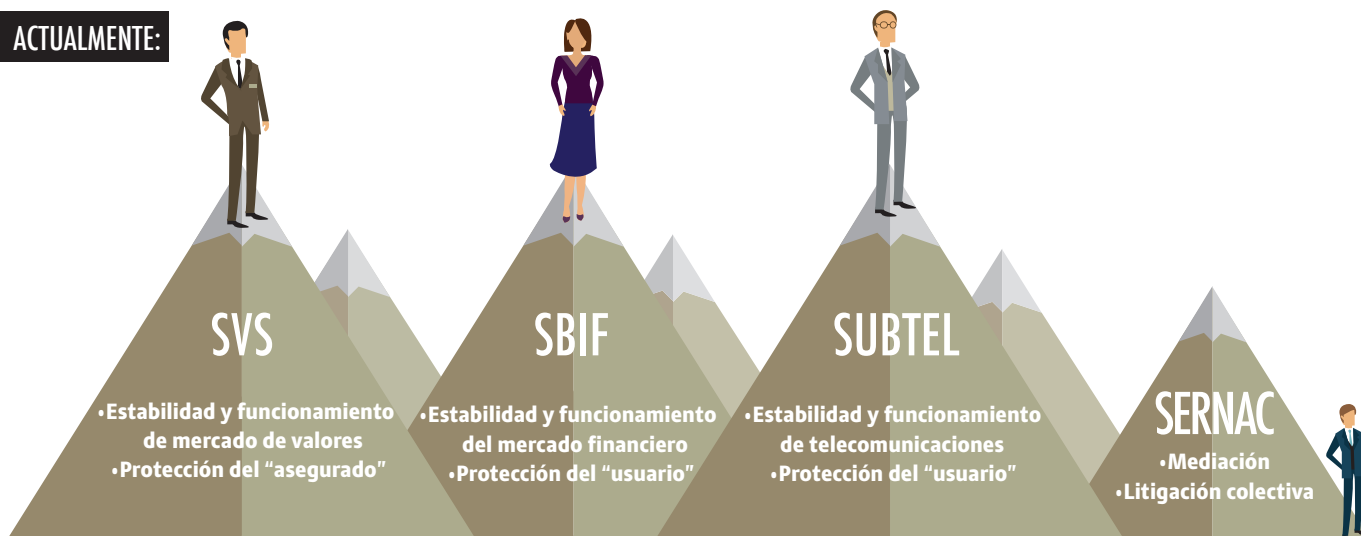 ACTUALMENTE:
SVS
•Estabilidad y funcionamiento
de mercado de valores
•Protección del “asegurado”
SBIF
•Estabilidad y funcionamiento
del mercado financiero
•Protección del “usuario”
SUBTEL
•Estabilidad y funcionamiento
de telecomunicaciones
•Protección del “usuario”
SERNAC
•Mediación
•Litigación colectiva